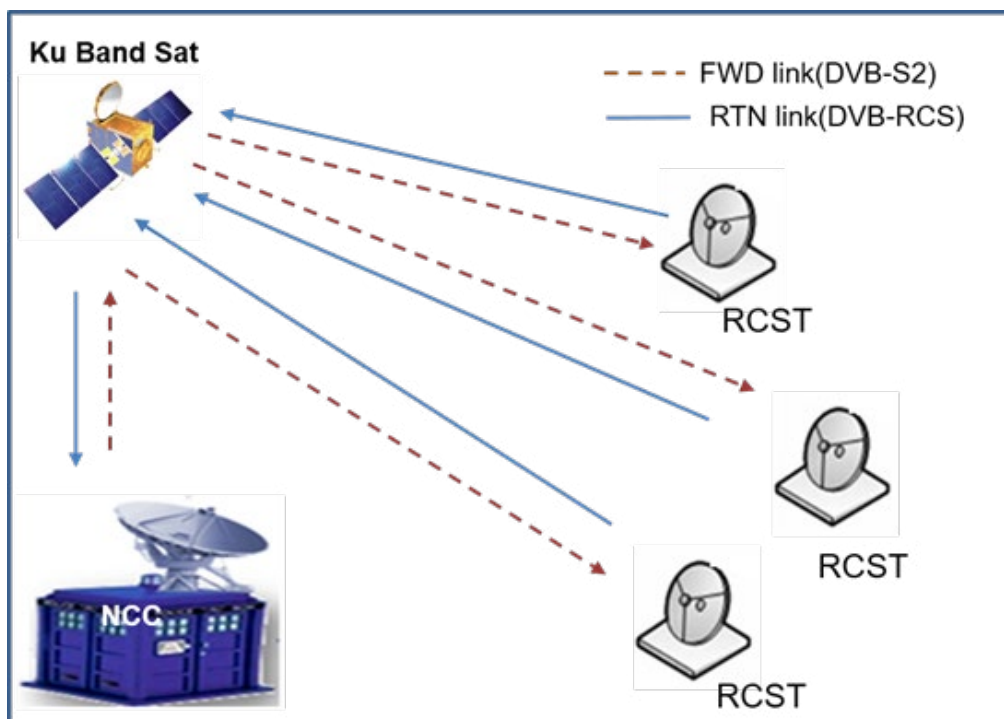 Ku Band Sat
FWD link(DVB-S2)
RTN link(DVB-RCS)
RCST
RCST
NCC
RCST